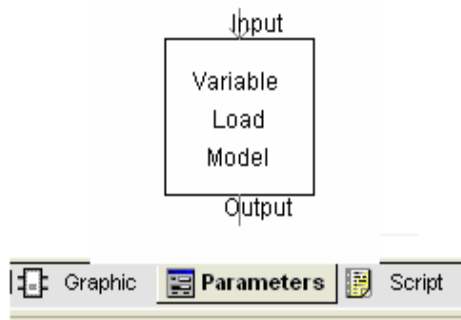 Input
Variable
Load
Model
Output
Graphic Parameters Script